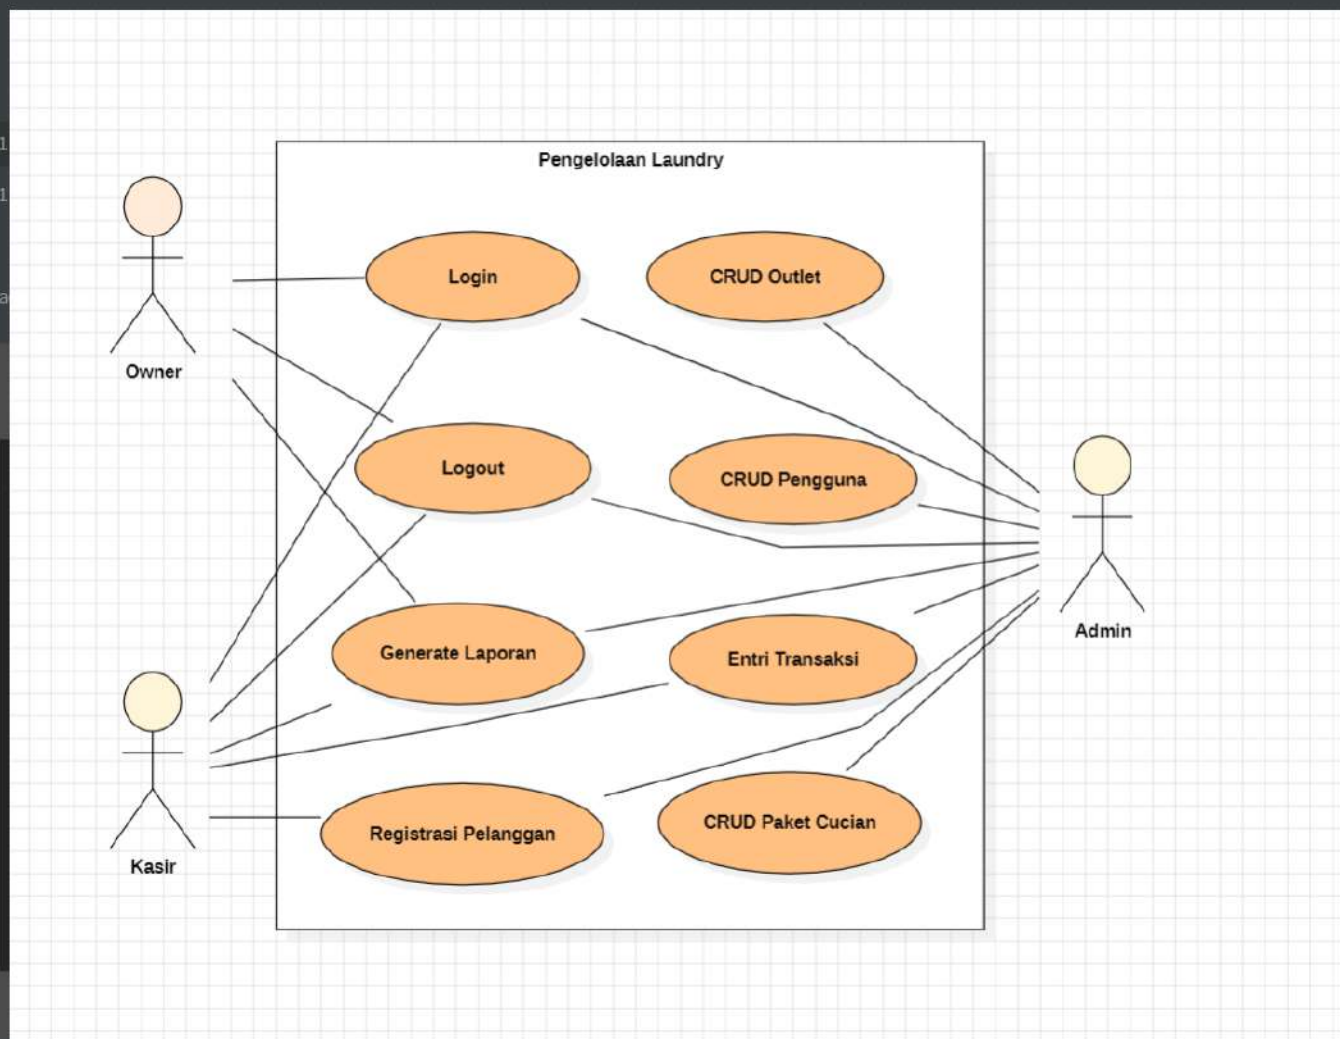 Pengelolaan Laundry
Login
CRUD Outlet
Owner
Logout
CRUD Pengguna
Admin
Generate Laporan
Entri Transaksi
Kasir
Registrasi Pelanggan
CRUD Paket Cucian